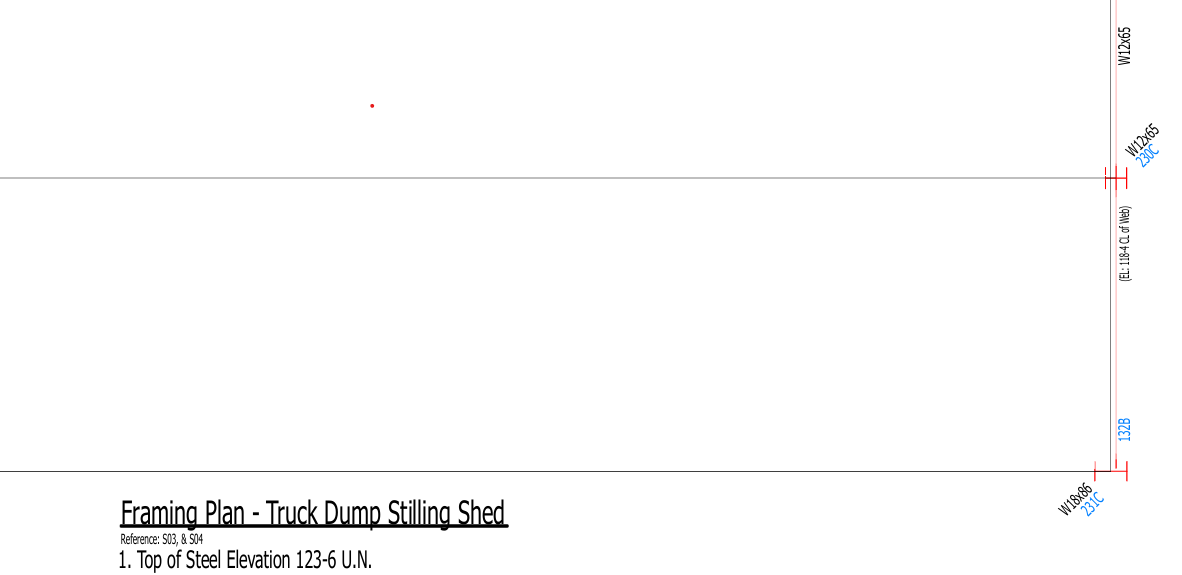 W12x65
W12x65
230C
(EL: 118-4 CL of Web)
132B
W18x86
231C
Framing Plan - Truck Dump Stilling Shed
Reference: S03, & S04
1. Top of Steel Elevation 123-6 U.N.